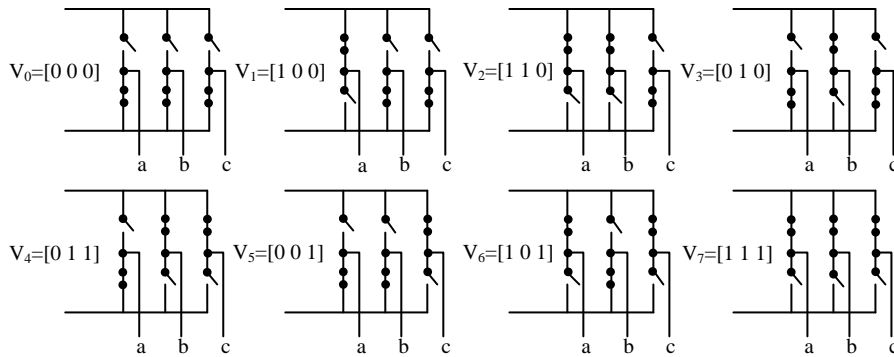 V0=[0 0 0] V1=[1 0 0] V2=[1 1 0] V3=[0 1 0]
a b c a b c a b c a b c
V4=[0 1 1] V5=[0 0 1] V6=[1 0 1] V7=[1 1 1]
a b c a b c a b c a b c